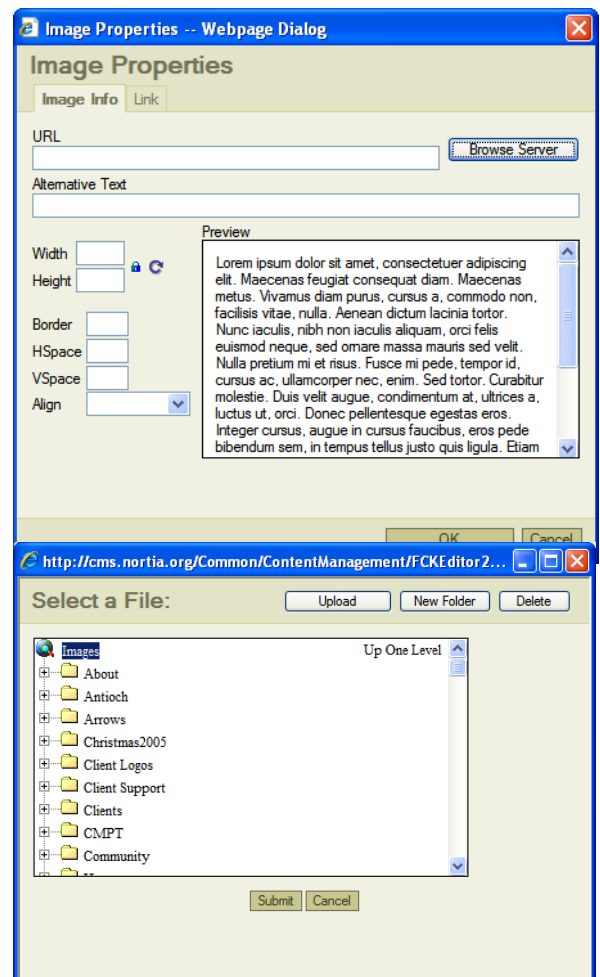 Image Properties -- Webpage Dialog
Image Properties
Image Info Link
URL
Browse Server
Alternative Text
Preview
Width
Height
Border
HSpace
VSpace
Align
Lorem ipsum dolor sit amet, consectetuer adipiscing
elit. Maecenas feugiat consequat diam. Maecenas
metus. Vivamus diam purus, cursus a, commodo non,
facilisis vitae, nulla. Aenean dictum lacinia tortor.
Nunc iaculis, nibh non iaculis aliquam, orci felis
euismod neque, sed ornare massa mauris sed velit.
Nulla pretium mi et risus. Fusce mi pede, tempor id,
cursus ac, ullamcorper nec, enim. Sed tortor. Curabitur
molestie. Duis velit augue, condimentum at, ultrices a,
luctus ut, orci. Donec pellentesque egestas eros.
Integer cursus, augue in cursus faucibus, eros pede
bibendum sem, in tempus tellus justo quis ligula. Etiam
OK Cancel
http://cms.nortia.org/Common/ContentManagement/FCKEditor2...
Select a File:
Upload New Folder Delete
Images Up One Level
About
Antioch
Arrows
Christmas2005
Client Logos
Client Support
Clients
CMPT
Community
Submit Cancel